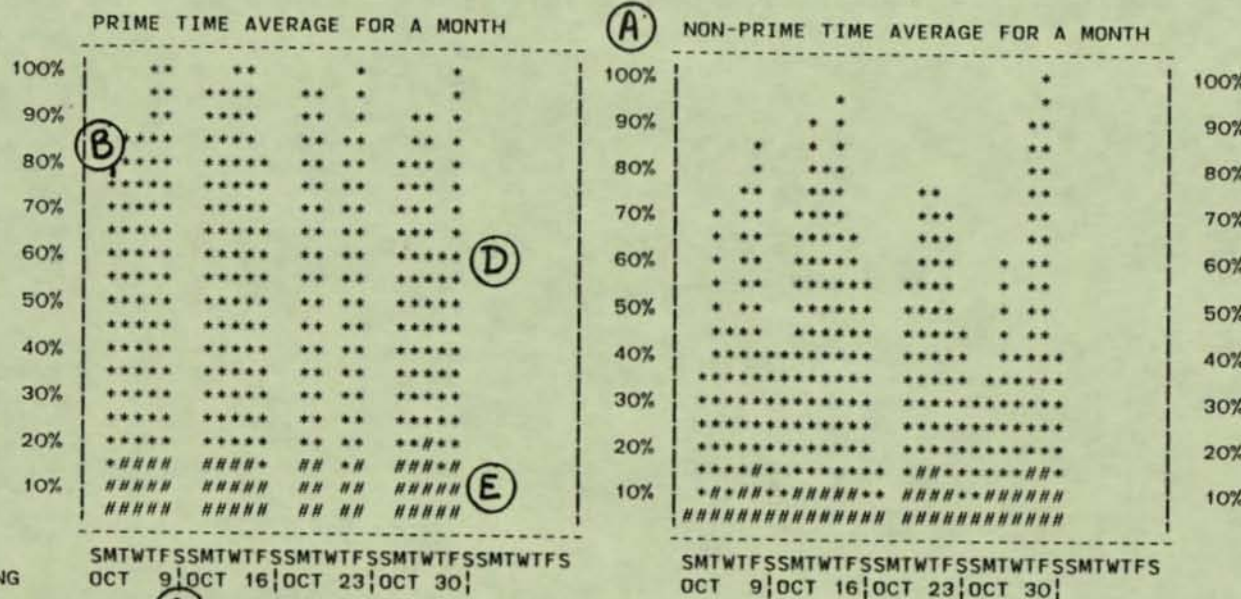 PRIME TIME AVERAGE FOR A MONTH
A
NON-PRIME TIME AVERAGE FOR A MONTH
100% 100% 100%
90% 90% 90%
B
80% 80% 80%
70% 70% 70%
60% D 60% 60%
50% 50% 50%
40% 40% 40%
30% 30% 30%
20% 20% 20%
10% E 10% 10%
SMTWTFSSMTWTFSSMTWTFSSMTWTFSSMTWTFS SMTWTFSSMTWTFSSMTWTFSSMTWTFSSMTWTFS
NG OCT 9¦OCT 16¦OCT 23¦OCT 30¦ OCT 9¦OCT 16¦OCT 23¦OCT 30¦